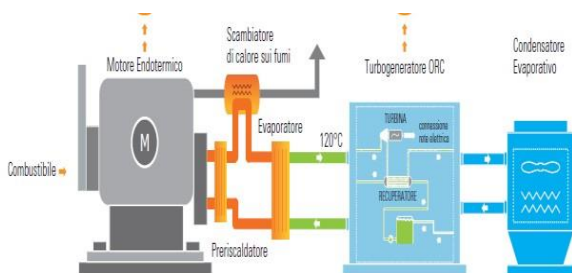 Motore Endotermico
Scambiatore
di calore sui fumi
Turbogeneratore ORC
Condensatore
Evaporativo
M
Evaporatore
120°C
TURBINA
connessione
rete elettrica
Combustibile
RECUPERATORE
Preriscaldatore